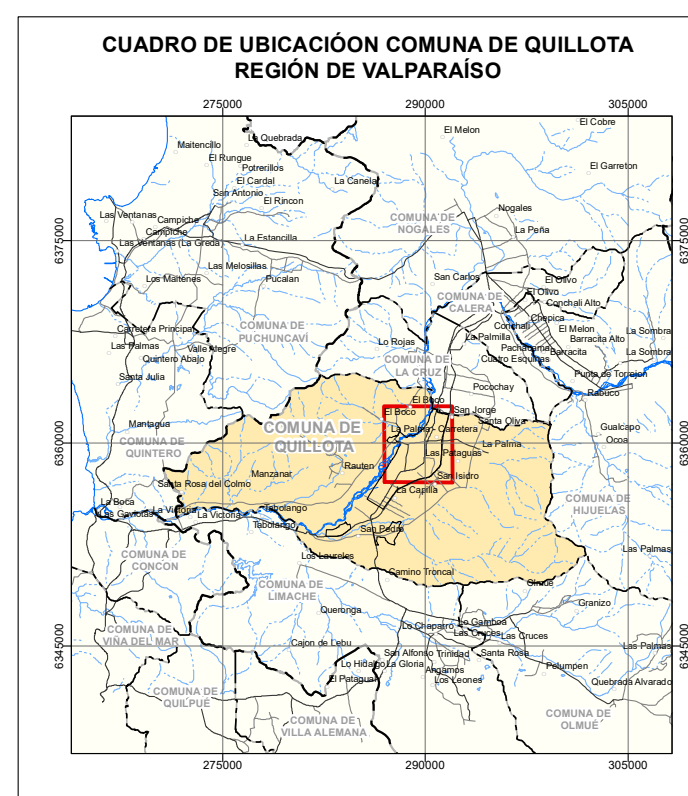 CUADRO DE UBICACIÓON COMUNA DE QUILLOTA
REGIÓN DE VALPARAÍSO
275000
290000
305000
El Cobre
El Melon
La Quebrada
Maitencillo
El Rungue
Potrerillos
El Garreton
El Cardal
La Canela
San Antonio
El Rincon
Las Ventanas
Campiche
Nogales
COMUNA DE
NOGALES
Campiche
La Peña
La Estancilla
Las Ventanas (La Greda)
6375000
6375000
Las Melosillas
Los Maitenes
Pucalan
San Carlos
El Olivo
El Olivo
COMUNA DE
CALERA
Conchali Alto
Chepica
Carretera Principal
COMUNA DE
PUCHUNCAVÍ
Conchali
El Melon
La Sombra
La Palmilla
Barracita Alto
Las Palmas
Valle Alegre
Lo Rojas
Pachacama
Barracita
La Sombra
Quintero Abajo
COMUNA DE
LA CRUZ
Cuatro Esquinas
Santa Julia
Punta de Torrejon
Pocochay
Rabuco
El Boco
El Boco
San Jorge
Mantagua
Santa Oliva
COMUNA DE
QUILLOTA
La Palma - Carretera
Gualcapo
COMUNA DE
QUINTERO
La Palma
Ocoa
6360000
6360000
Las Pataguas
Rauten
Manzanar
San Isidro
Santa Rosa del Colmo
La Capilla
COMUNA DE
HIJUELAS
La Boca
La Victoria
Tabolango
Las Gaviotas
La Victoria
Tabolango
San Pedro
COMUNA DE
CONCON
Los Laureles
Las Palmas
Camino Troncal
COMUNA DE
LIMACHE
Olmue
Granizo
Queronga
Lo Gamboa
COMUNA DE
VIÑA DEL MAR
Lo Chaparro
Las Cruces
Las Cruces
Cajon de Lebu
6345000
6345000
Las Palmas
San Alfonso
Trinidad
Santa Rosa
Lo Hidalgo
La Gloria
Pelumpen
Angamos
El Patagual
Los Leones
Quebrada Alvarado
COMUNA DE
QUILPUÉ
COMUNA DE
VILLA ALEMANA
COMUNA DE
OLMUÉ
275000
290000
305000